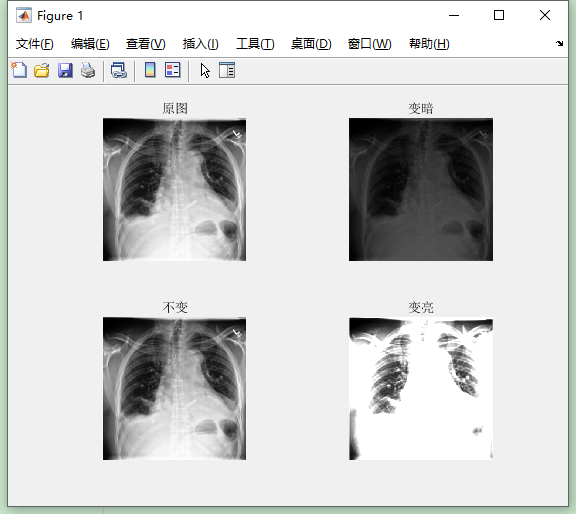 Figure 1
文件(F) 编辑(E) 查看(V) 插入(I) 工具(T) 桌面(D) 窗口(W) 帮助(H)
原图 变暗
不变 变亮